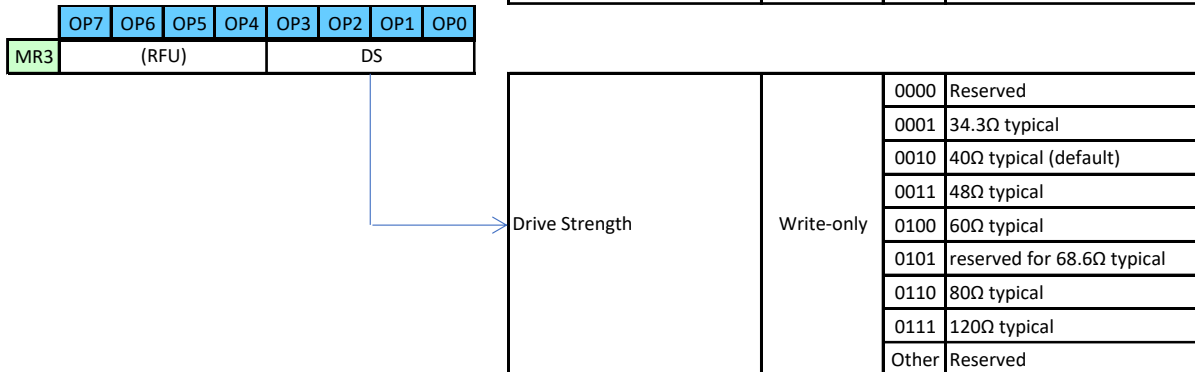 OP7 OP6 OP5 OP4 OP3 OP2 OP1 OP0
MR3 (RFU) DS
0000 Reserved
0001 34.3Ω typical
0010 40Ω typical (default)
0011 48Ω typical
Drive Strength Write-only 0100 60Ω typical
0101 reserved for 68.6Ω typical
0110 80Ω typical
0111 120Ω typical
Other Reserved